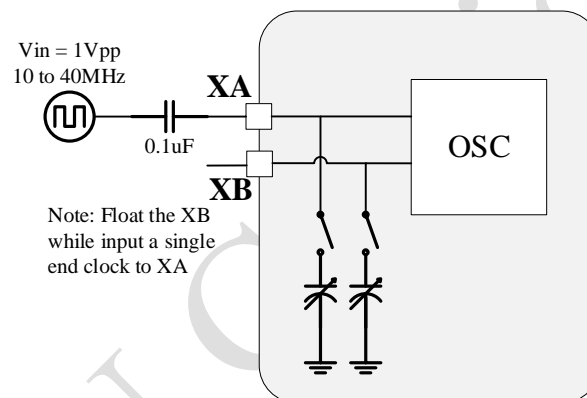 Vin = 1Vpp
10 to 40MHz
XA
0.1uF
OSC
XB
Note: Float the XB
while input a single
end clock to XA